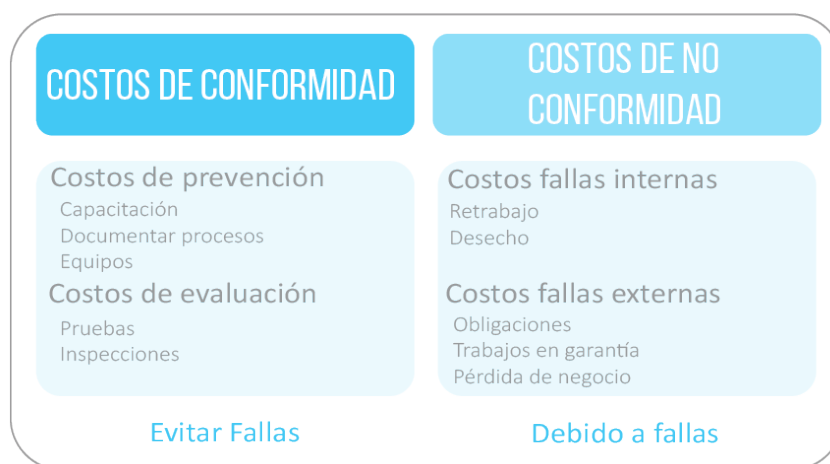 COSTOS DE CONFORMIDAD
COSTOS DE NO
CONFORMIDAD
Costos de prevención
Capacitación
Documentar procesos
Equipos
Costos de evaluación
Pruebas
Inspecciones
Evitar Fallas
Costos fallas internas
Retrabajo
Desecho
Costos fallas externas
Obligaciones
Trabajos en garantía
Pérdida de negocio
Debido a fallas